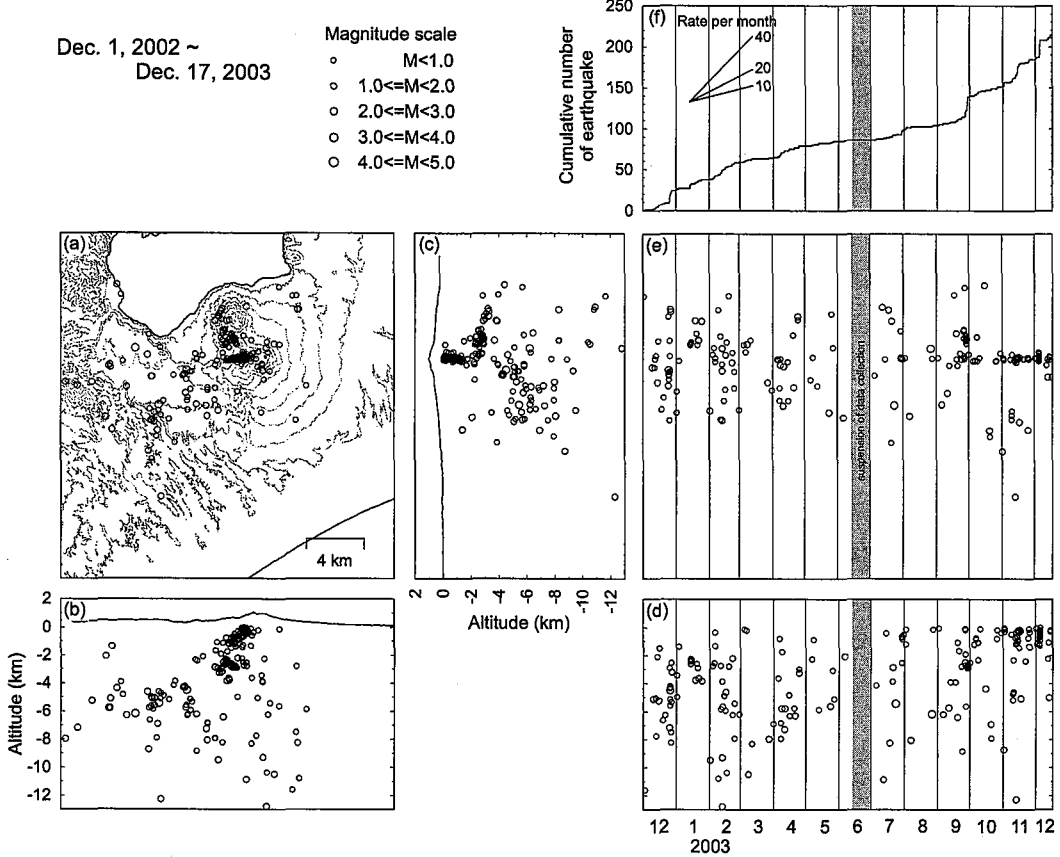 Dec. 1, 2002 ~
Dec. 17, 2003
Magnitude scale
M<1.0
1.0<=M<2.0
2.0<=M<3.0
3.0<=M<4.0
4.0<=M<5.0
(f)
Rate per month
40
20
10
Cumulative number
of earthquake
250
200
150
100
50
0
(a)
4 km
(c)
2
0
-2
-4
-6
-8
-10
-12
Altitude (km)
(e)
suspension of data collection
(b)
2
0
-2
-4
-6
-8
-10
-12
Altitude (km)
(d)
12 1 2 3 4 5 6 7 8 9 10 11 12
2003